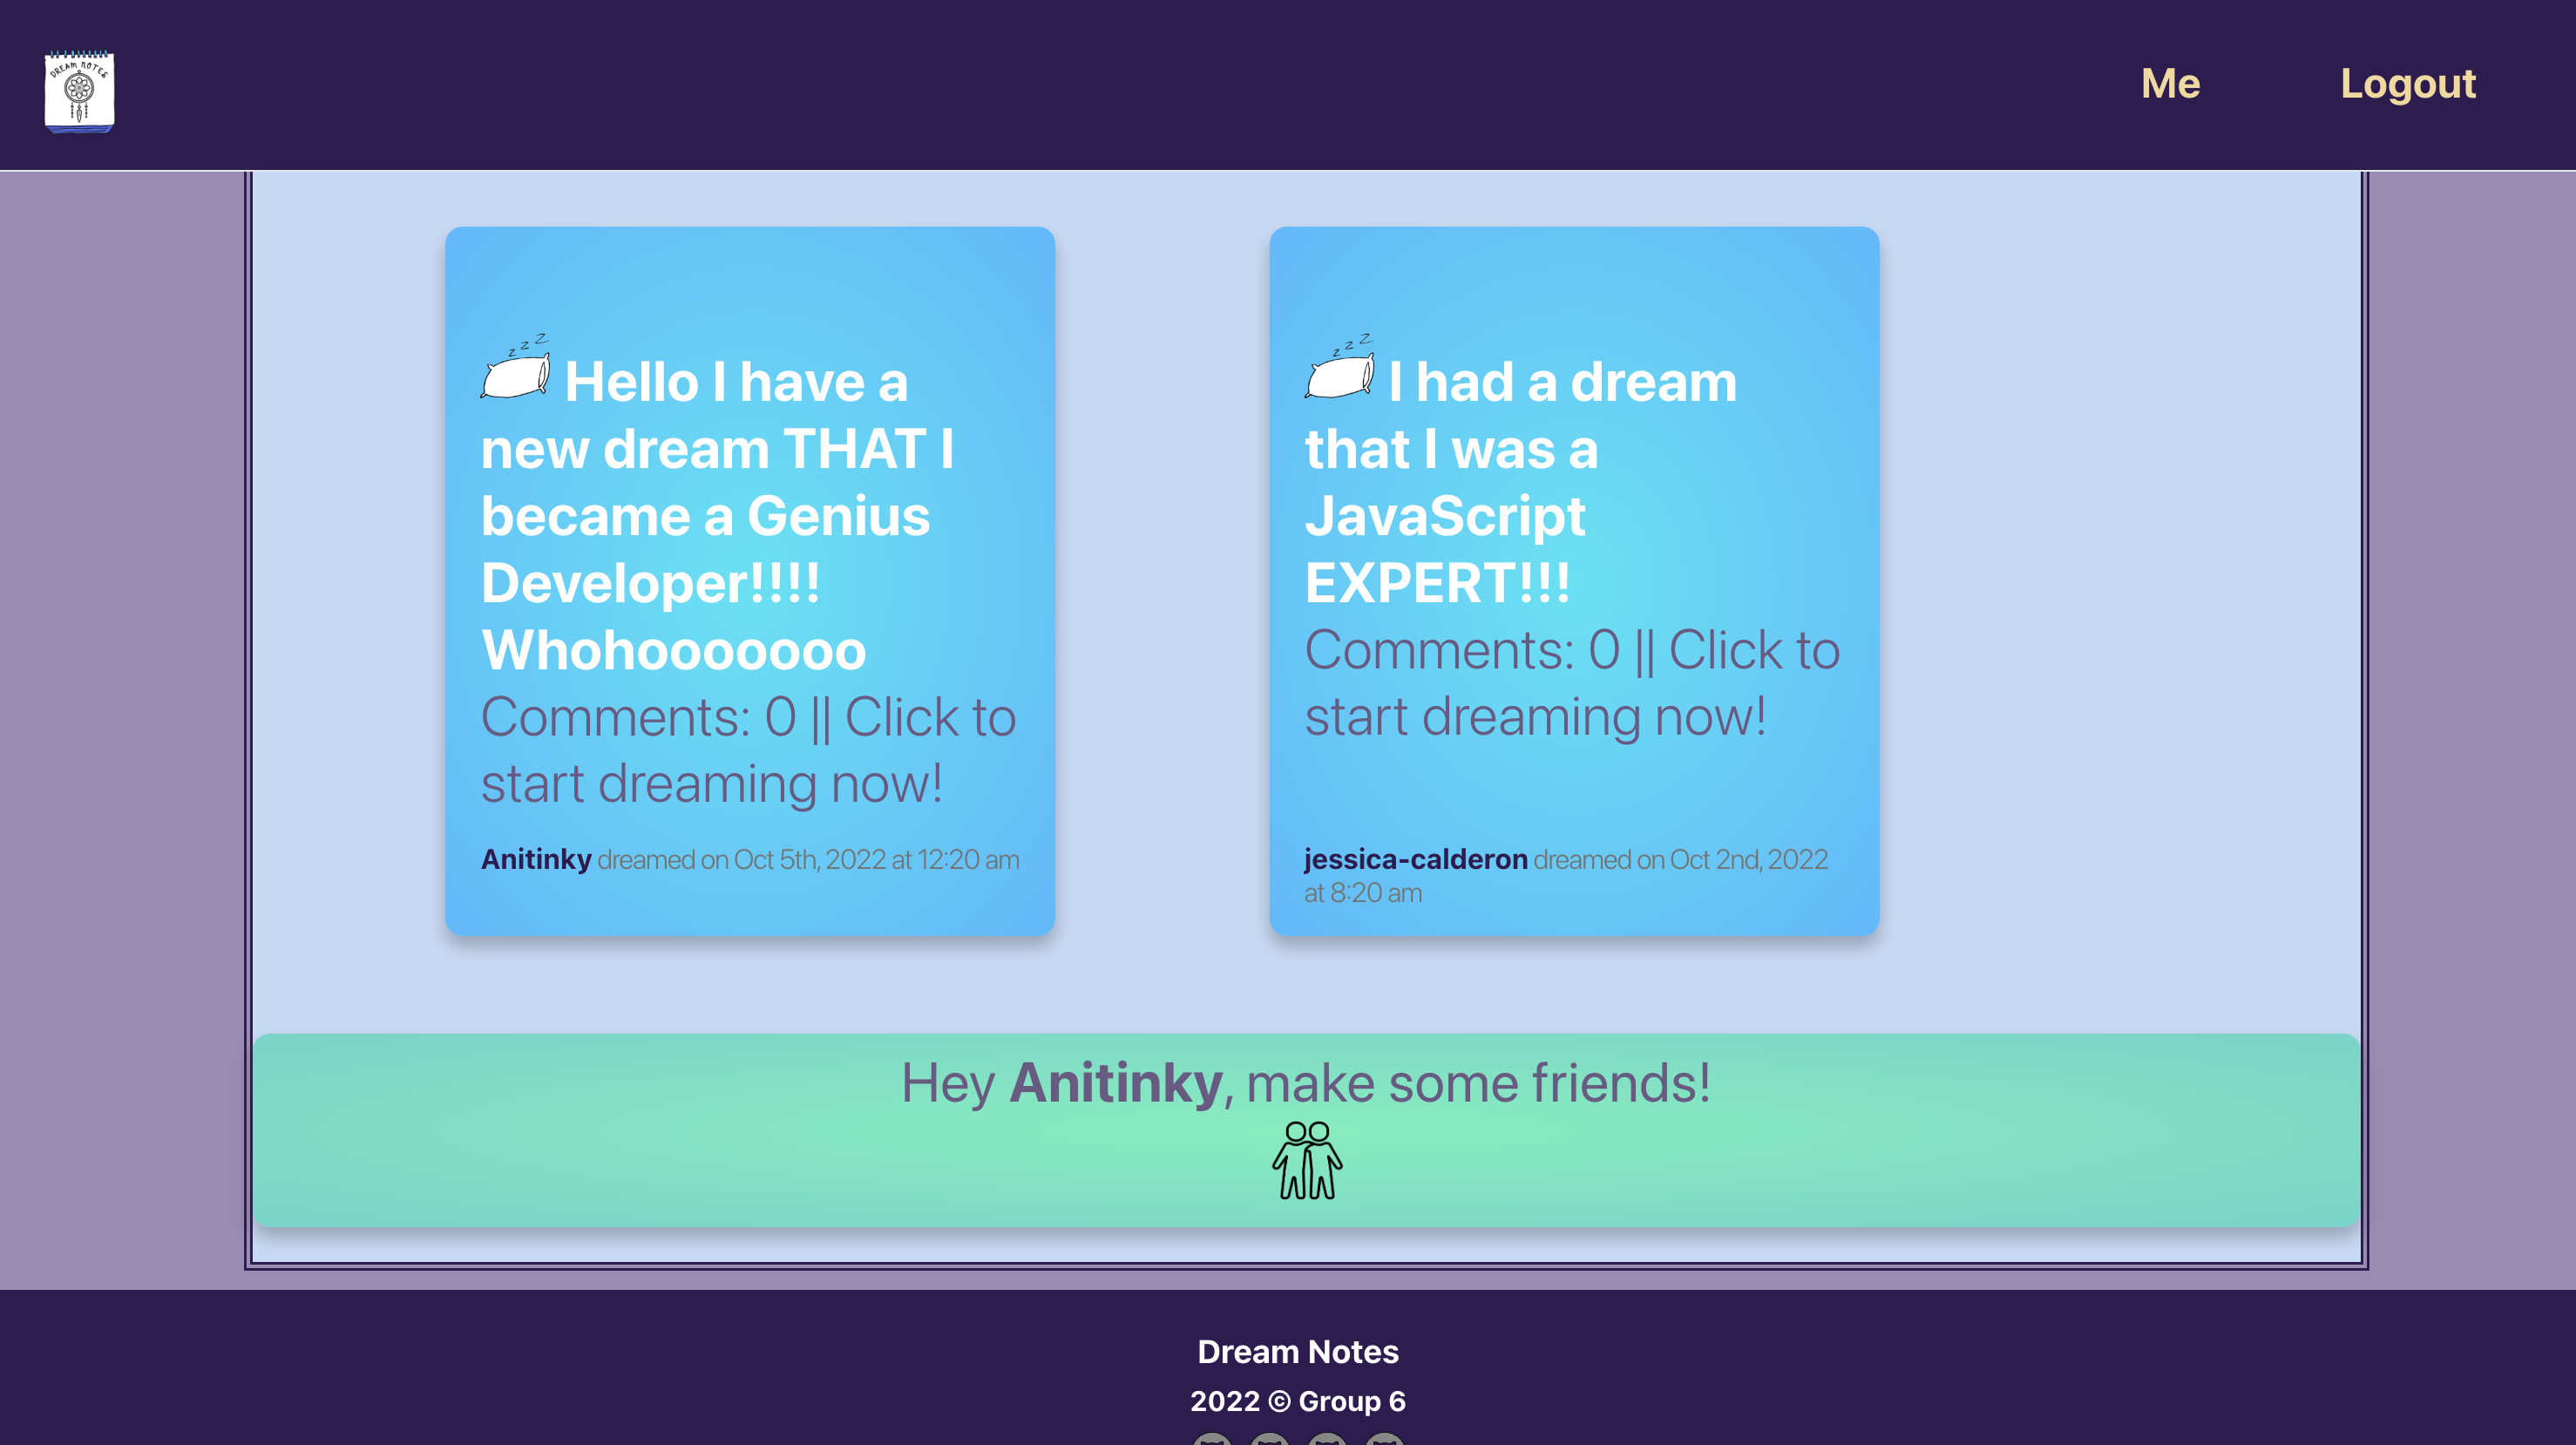 DREAM NOTES
Me
Logout
z z z
Hello I have a
new dream THAT I
became a Genius
Developer!!!!
Whohooooooo
Comments: 0 || Click to
start dreaming now!
Anitinky dreamed on Oct 5th, 2022 at 12:20 am
z z z
I had a dream
that I was a
JavaScript
EXPERT!!!
Comments: 0 || Click to
start dreaming now!
jessica-calderon dreamed on Oct 2nd, 2022
at 8:20 am
Hey Anitinky, make some friends!
Dream Notes
2022 © Group 6